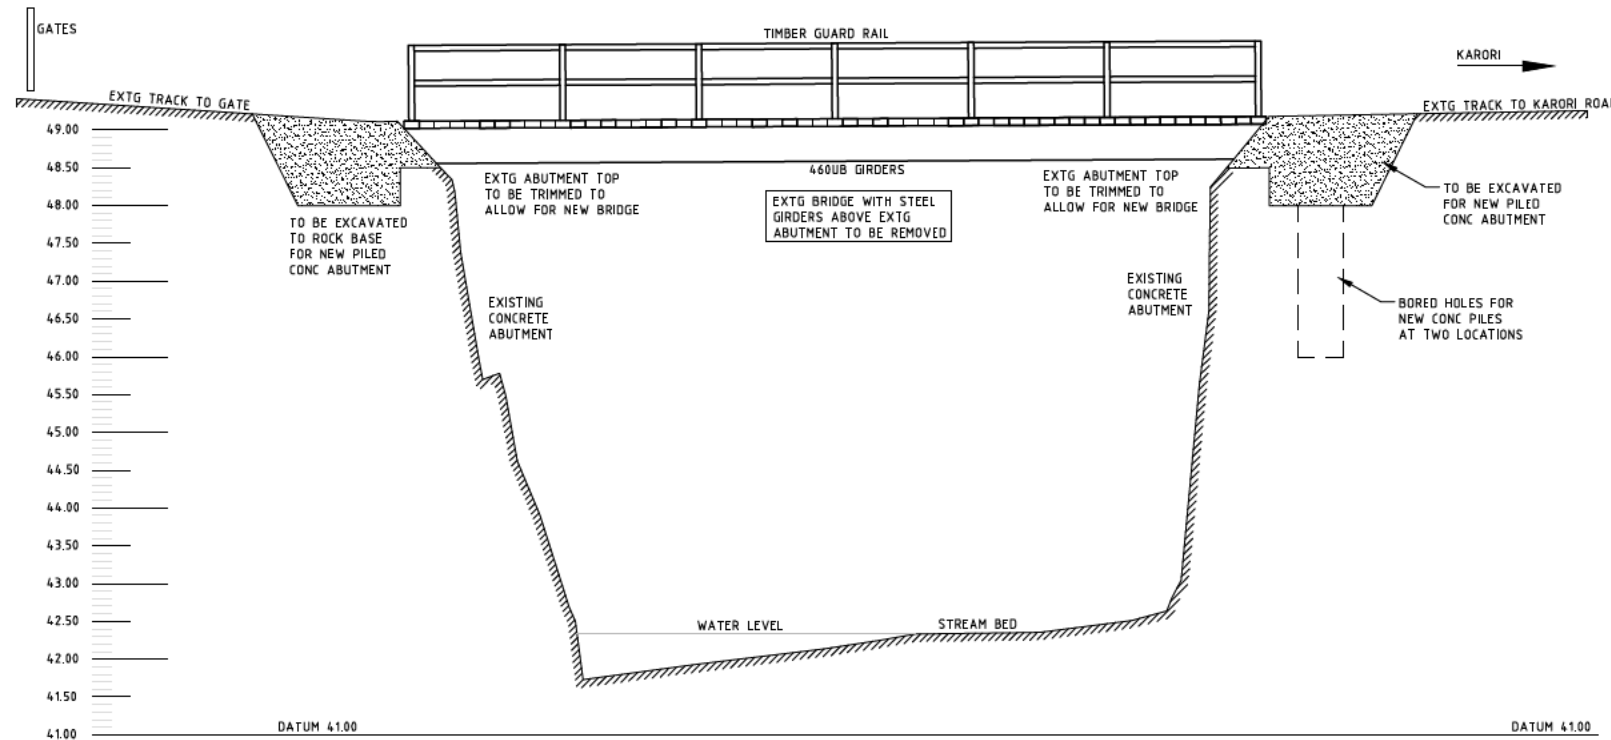 GATES
TIMBER GUARD RAIL
KARORI
EXTG TRACK TO GATE
EXTG TRACK TO KARORI ROA
49.00
48.50
48.00
47.50
47.00
46.50
46.00
45.50
45.00
44.50
44.00
43.50
43.00
42.50
42.00
41.50
41.00
460UB GIRDERS
EXTG ABUTMENT TOP
TO BE TRIMMED TO
ALLOW FOR NEW BRIDGE
EXTG BRIDGE WITH STEEL
GIRDERS ABOVE EXTG
ABUTMENT TO BE REMOVED
EXTG ABUTMENT TOP
TO BE TRIMMED TO
ALLOW FOR NEW BRIDGE
TO BE EXCAVATED
FOR NEW PILED
CONC ABUTMENT
TO BE EXCAVATED
TO ROCK BASE
FOR NEW PILED
CONC ABUTMENT
EXISTING
CONCRETE
ABUTMENT
EXISTING
CONCRETE
ABUTMENT
BORED HOLES FOR
NEW CONC PILES
AT TWO LOCATIONS
WATER LEVEL
STREAM BED
DATUM 41.00
DATUM 41.00